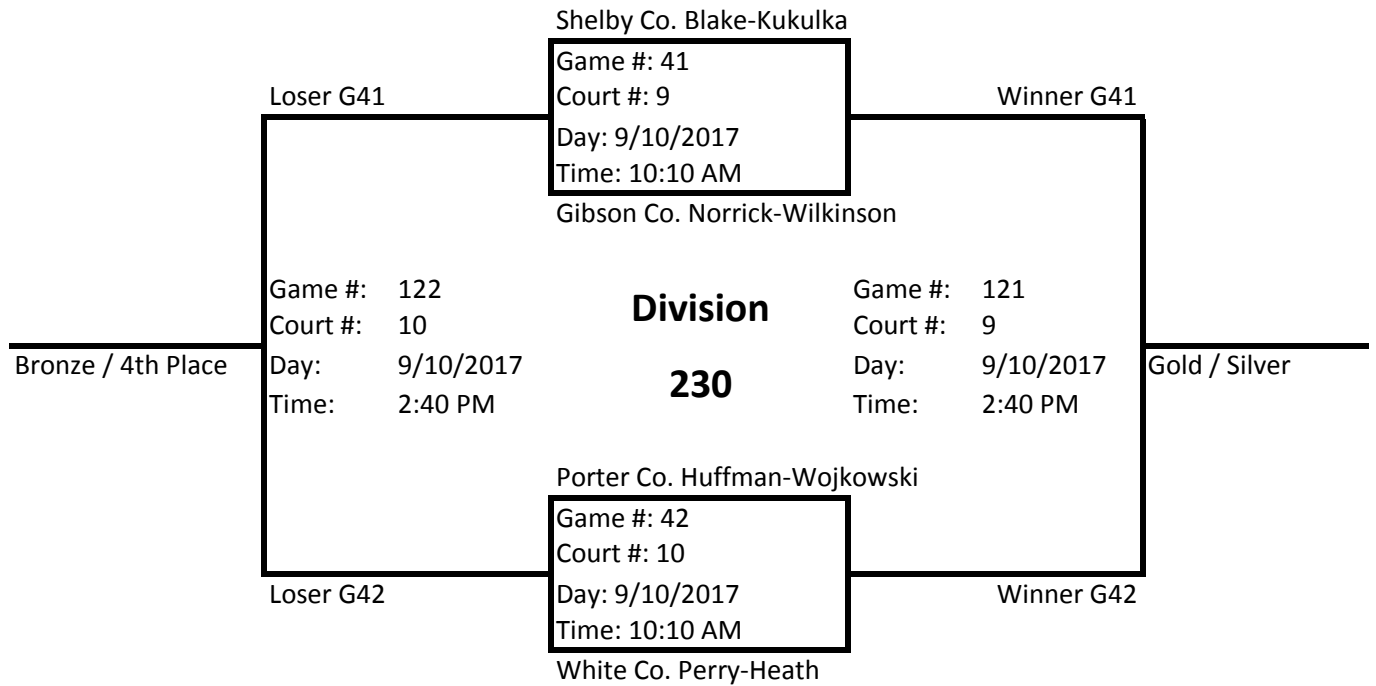 Shelby Co. Blake-Kukulka
Game #: 41
Loser G41 Court #: 9 Winner G41
Day: 9/10/2017
Time: 10:10 AM
Gibson Co. Norrick-Wilkinson
Game #: 122
Court #: 10
Day: 9/10/2017
Time: 2:40 PM
Bronze / 4th Place
Division
230
Game #: 121
Court #: 9
Day: 9/10/2017
Time: 2:40 PM
Gold / Silver
Porter Co. Huffman-Wojkowski
Game #: 42
Court #: 10
Loser G42 Day: 9/10/2017 Winner G42
Time: 10:10 AM
White Co. Perry-Heath